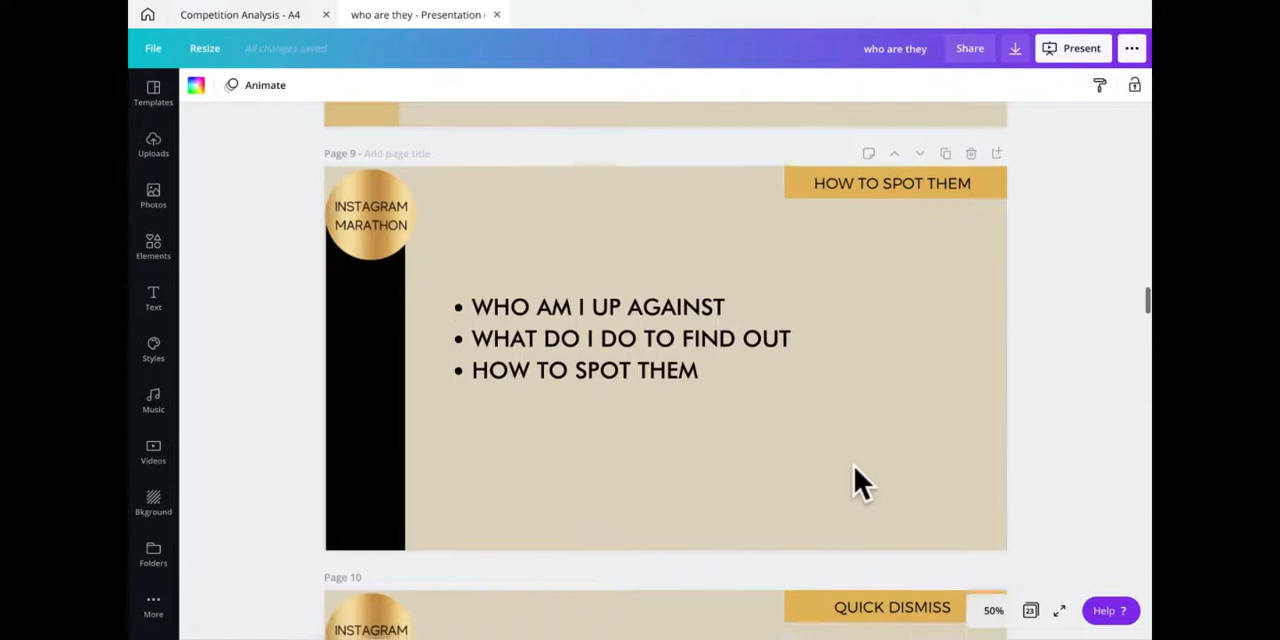 Competition Analysis - A4
who are they - Presentation
File
Resize
All changes saved
who are they
Share
Present
Templates
Animate
Uploads
Photos
Elements
Text
Styles
Music
Videos
Bkground
Folders
More
Page 9 - Add page title
HOW TO SPOT THEM
INSTAGRAM
MARATHON
• WHO AM I UP AGAINST
• WHAT DO I DO TO FIND OUT
• HOW TO SPOT THEM
Page 10
QUICK DISMISS
INSTAGRAM
50%
23
Help ?